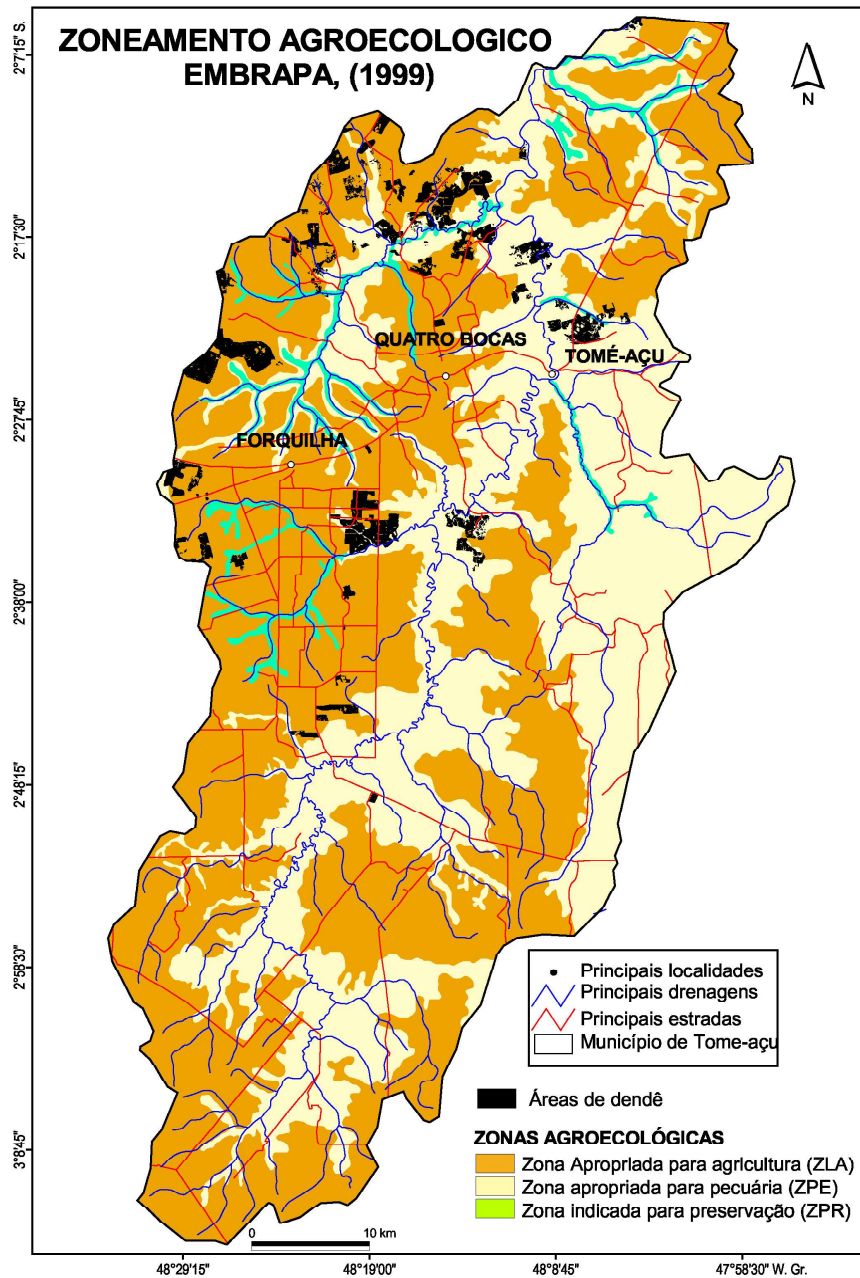 ZONEAMENTO AGROECOLOGICO
EMBRAPA, (1999)
N
2°7'15" S.
2°17'30"
2°27'45"
2°38'00"
2°48'15"
2°58'30"
3°8'45"
QUATRO BOCAS
TOMÉ-AÇU
FORQUILHA
Principais localidades
Principais drenagens
Principais estradas
Município de Tome-açu
Áreas de dendê
ZONAS AGROECOLÓGICAS
Zona Apropriada para agricultura (ZLA)
Zona apropriada para pecuária (ZPE)
Zona indicada para preservação (ZPR)
0 10 km
48°29'15" 48°19'00" 48°8'45" 47°58'30" W. Gr.